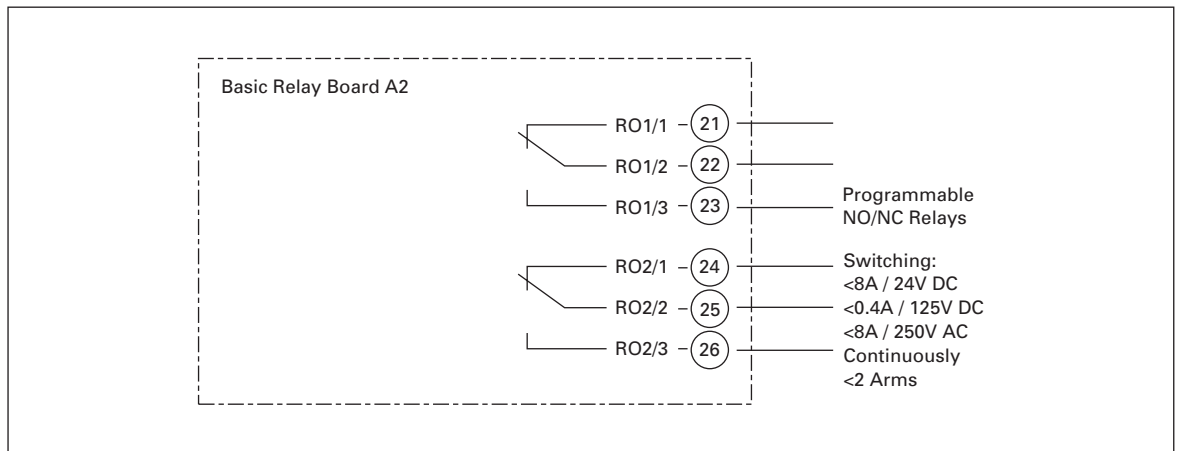 Basic Relay Board A2
RO1/1 21
RO1/2 22
RO1/3 23
Programmable
NO/NC Relays
RO2/1 24
RO2/2 25
RO2/3 26
Switching:
<8A / 24V DC
<0.4A / 125V DC
<8A / 250V AC
Continuously
<2 Arms